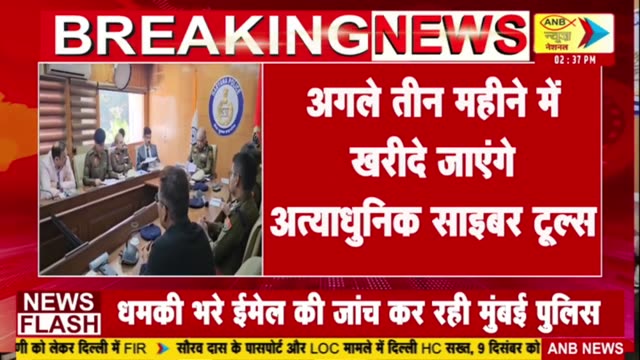 BREAKING NEWS
ANB
न्यूज़
नेशनल
02:37 PM
अगले तीन महीने में
खरीदे जाएंगे
अत्याधुनिक साइबर टूल्स
NEWS
FLASH
धमकी भरे ईमेल की जांच कर रही मुंबई पुलिस
गी को लेकर दिल्ली में FIR > सौरव दास के पासपोर्ट और LOC मामले में दिल्ली HC सख्त, 9 दिसंबर को
ANB NEWS